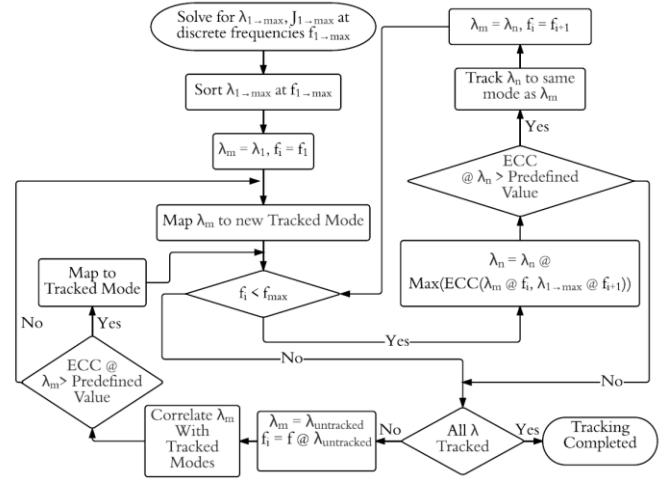 Solve for λ1→max, J1→max at
discrete frequencies f1→max
Sort λ1→max at f1→max
λm = λ1, fi = f1
Map λm to new Tracked Mode
fi < fmax
Map to
Tracked Mode
No
Yes
ECC @
λm> Predefined
Value
Correlate λm
With
Tracked
Modes
λm = λuntracked
fi = f @ λuntracked
No
All λ
Tracked
Yes
Tracking
Completed
No
Yes
No
λn = λn @
Max(ECC(λm @ fi, λ1→max @ fi+1))
ECC
@ λn > Predefined
Value
Yes
Track λn to same
mode as λm
λm = λn, fi = fi+1